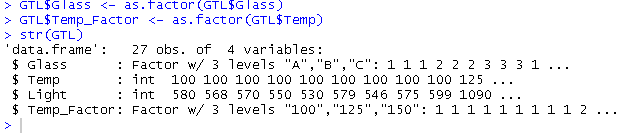 > GTL$Glass <- as.factor(GTL$Glass)
> GTL$Temp_Factor <- as.factor(GTL$Temp)
> str(GTL)
'data.frame':   27 obs. of  4 variables:
 $ Glass      : Factor w/ 3 levels "A","B","C": 1 1 1 2 2 2 3 3 3 1 ...
 $ Temp       : int  100 100 100 100 100 100 100 100 100 125 ...
 $ Light      : int  580 568 570 550 530 579 546 575 599 1090 ...
 $ Temp_Factor: Factor w/ 3 levels "100","125","150": 1 1 1 1 1 1 1 1 1 2 ...
>